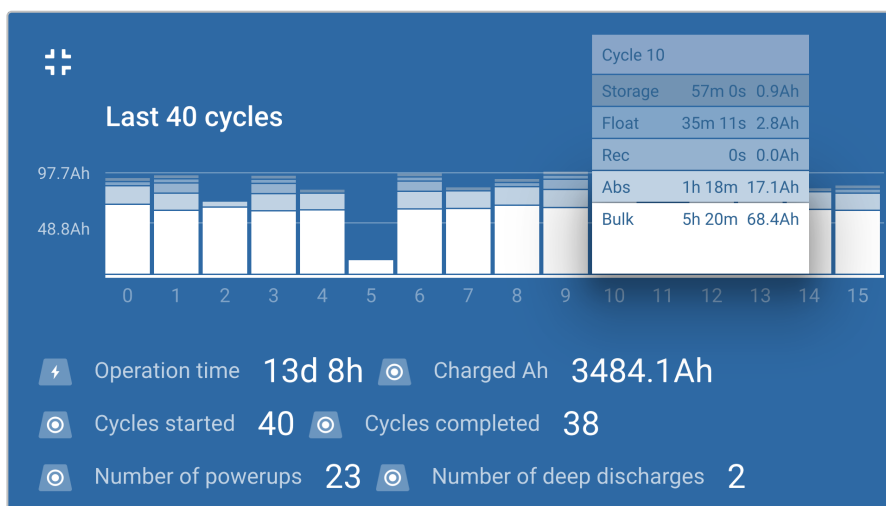 Cycle 10
Storage 57m 0s 0.9Ah
Last 40 cycles
Float 35m 11s 2.8Ah
Rec 0s 0.0Ah
97.7Ah
Abs 1h 18m 17.1Ah
Bulk 5h 20m 68.4Ah
48.8Ah
0 1 2 3 4 5 6 7 8 9 10 11 12 13 14 15
Operation time 13d 8h Charged Ah 3484.1Ah
Cycles started 40 Cycles completed 38
Number of powerups 23 Number of deep discharges 2